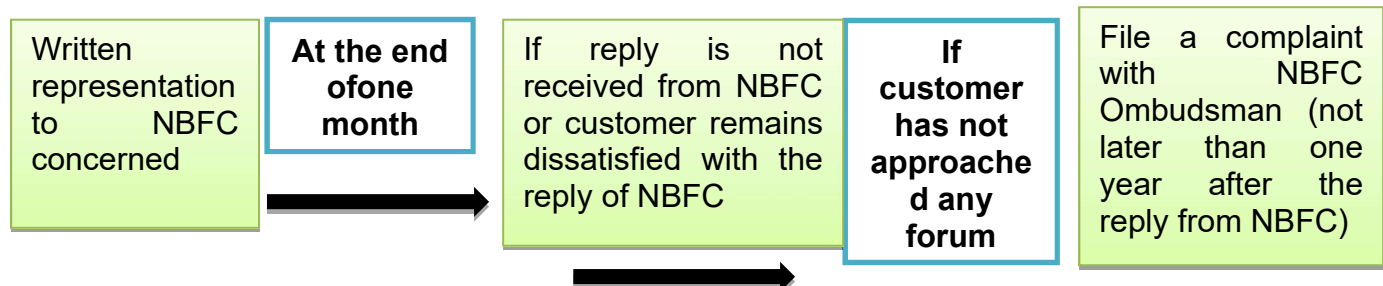 Written
representation
to NBFC
concerned
At the end
ofone
month
If reply is not
received from NBFC
or customer remains
dissatisfied with the
reply of NBFC
If
customer
has not
approache
d any
forum
File a complaint
with NBFC
Ombudsman (not
later than one
year after the
reply from NBFC)